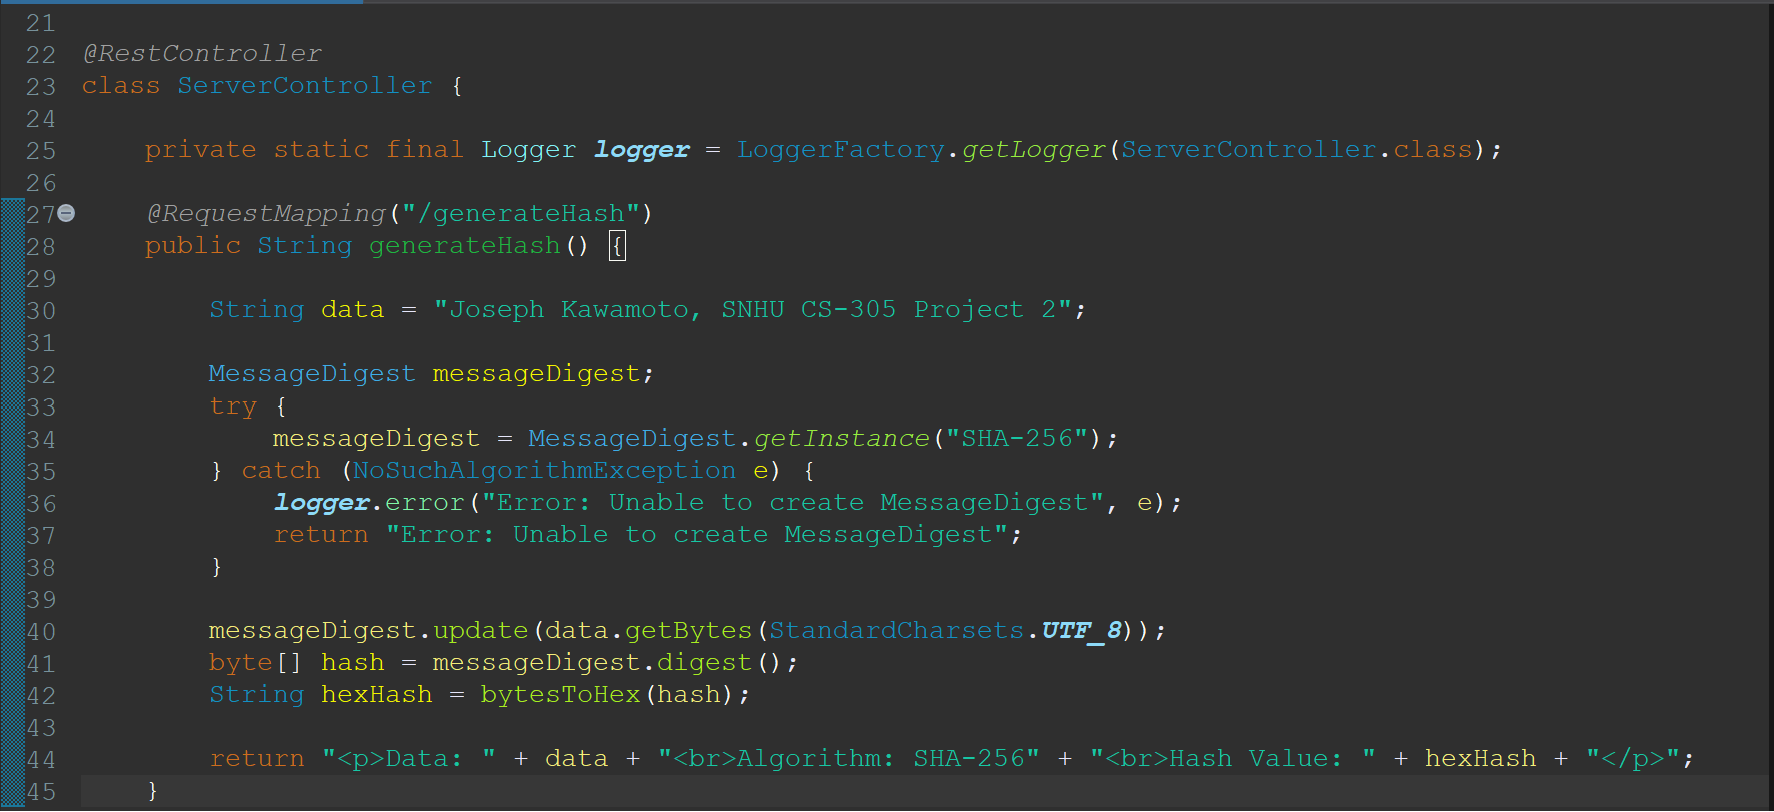 21
22 @RestController
23 class ServerController {
24
25     private static final Logger logger = LoggerFactory.getLogger(ServerController.class);
26
27     @RequestMapping("/generateHash")
28     public String generateHash() {
29
30         String data = "Joseph Kawamoto, SNHU CS-305 Project 2";
31
32         MessageDigest messageDigest;
33         try {
34             messageDigest = MessageDigest.getInstance("SHA-256");
35         } catch (NoSuchAlgorithmException e) {
36             logger.error("Error: Unable to create MessageDigest", e);
37             return "Error: Unable to create MessageDigest";
38         }
39
40         messageDigest.update(data.getBytes(StandardCharsets.UTF_8));
41         byte[] hash = messageDigest.digest();
42         String hexHash = bytesToHex(hash);
43
44         return "<p>Data: " + data + "<br>Algorithm: SHA-256" + "<br>Hash Value: " + hexHash + "</p>";
45     }